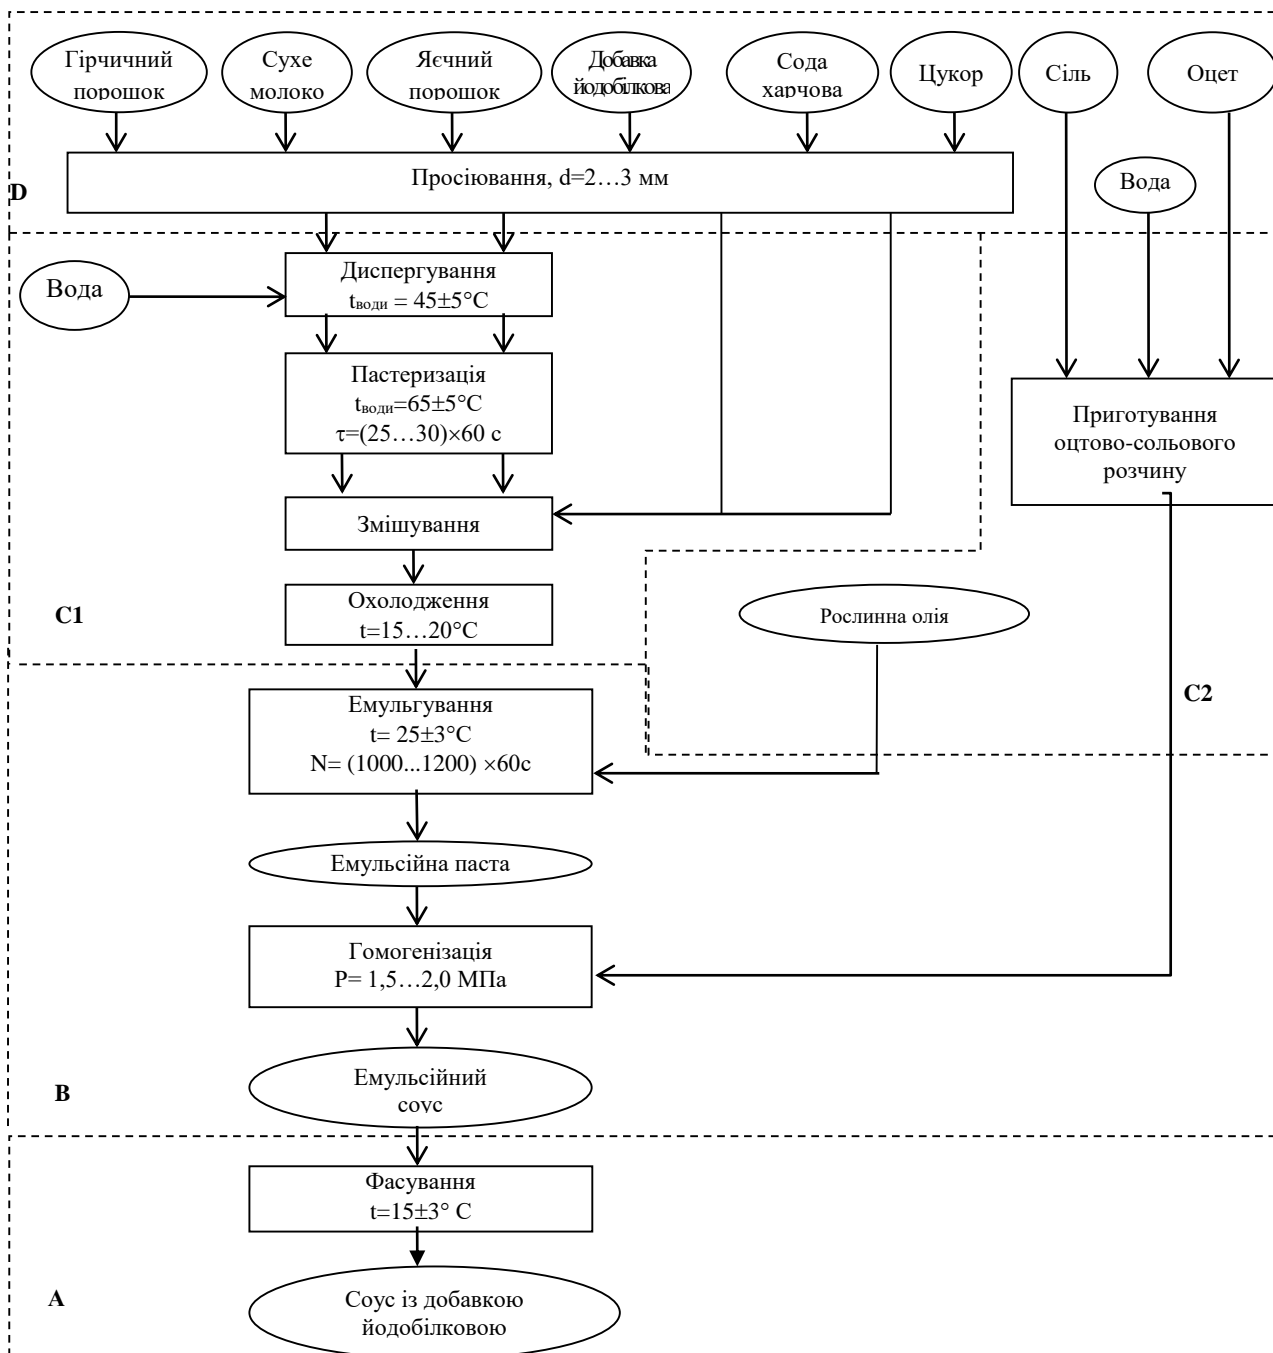 Гірчичний
порошок
Сухе
молоко
Яєчний
порошок
Добавка
йодобілкова
Сода
харчова
Цукор
Сіль
Оцет
Просіювання, d=2…3 мм
Вода
D
Диспергування
tводи = 45±5°С
Вода
Пастеризація
tводи=65±5°С
τ=(25…30)×60 с
Приготування
оцтово-сольового
розчину
Змішування
Охолодження
t=15…20°С
C1
Рослинна олія
C2
Емульгування
t= 25±3°С
N= (1000...1200) ×60с
Емульсійна паста
Гомогенізація
P= 1,5…2,0 МПа
Емульсійний
соус
B
Фасування
t=15±3° С
A
Соус із добавкою
йодобілковою